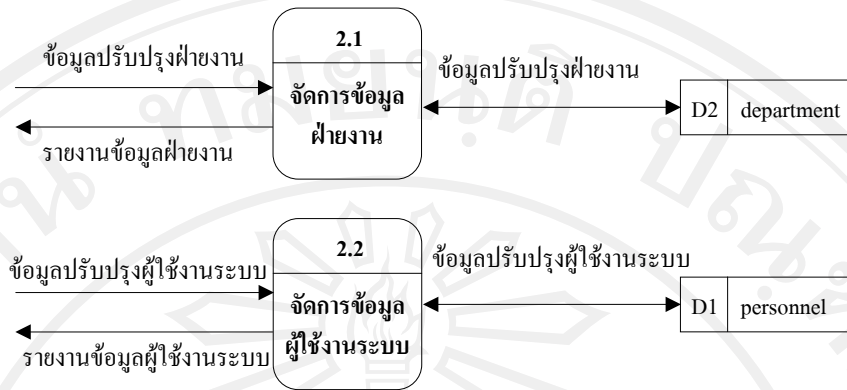 2.1
ข้อมูลปรับปรุงฝ่ายงาน
จัดการข้อมูล
ฝ่ายงาน
รายงานข้อมูลฝ่ายงาน
ข้อมูลปรับปรุงฝ่ายงาน
D2 department
2.2
ข้อมูลปรับปรุงผู้ใช้งานระบบ
จัดการข้อมูล
ผู้ใช้งานระบบ
รายงานข้อมูลผู้ใช้งานระบบ
ข้อมูลปรับปรุงผู้ใช้งานระบบ
D1 personnel